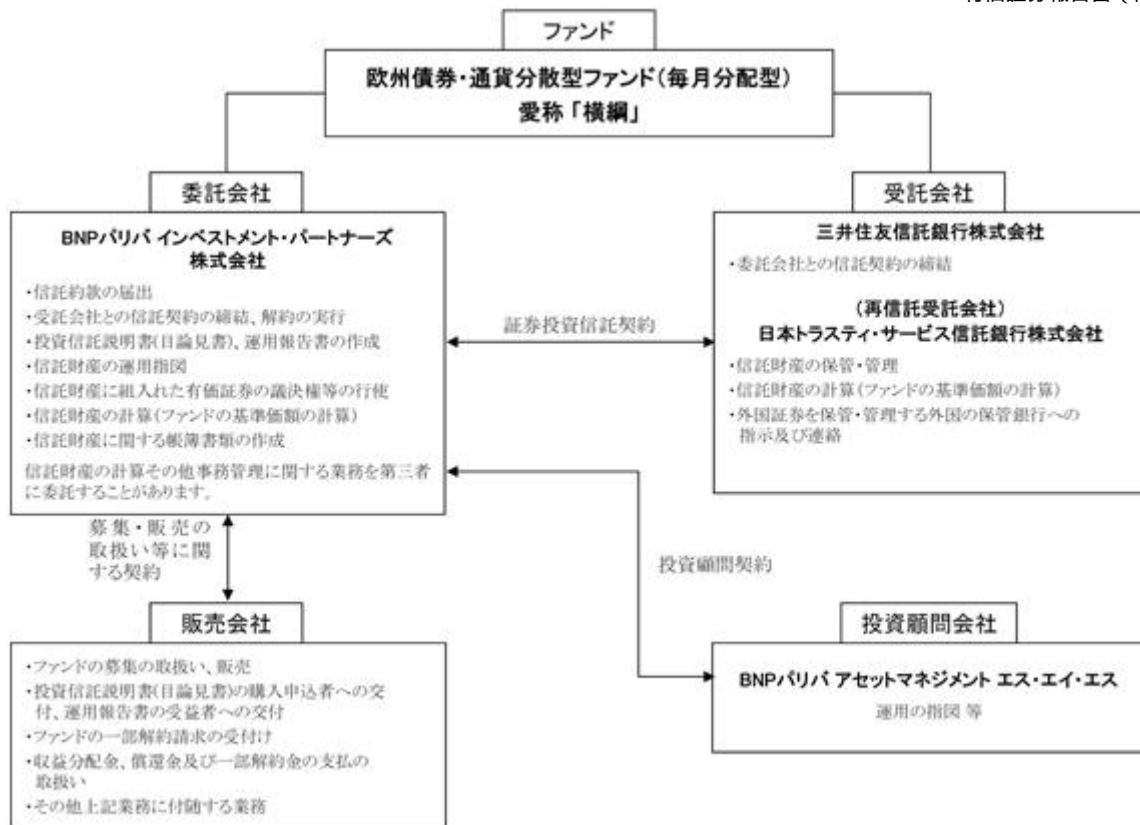 ファンド
欧州債券・通貨分散型ファンド(毎月分配型)
愛称「横綱」
委託会社
BNPパリバ インベストメント・パートナーズ
株式会社
・信託約款の届出
・受託会社との信託契約の締結、解約の実行
・投資信託説明書(目論見書)、運用報告書の作成
・信託財産の運用指図
・信託財産に組入れた有価証券の議決権等の行使
・信託財産の計算(ファンドの基準価額の計算)
・信託財産に関する帳簿書類の作成
信託財産の計算その他事務管理に関する業務を第三者
に委託することがあります。
証券投資信託契約
受託会社
三井住友信託銀行株式会社
・委託会社との信託契約の締結
(再信託受託会社)
日本トラスティ・サービス信託銀行株式会社
・信託財産の保管・管理
・信託財産の計算(ファンドの基準価額の計算)
・外国証券を保管・管理する外国の保管銀行への
指示及び連絡
募集・販売の
取扱い等に関
する契約
投資顧問契約
販売会社
・ファンドの募集の取扱い、販売
・投資信託説明書(目論見書)の購入申込者への交
付、運用報告書の受益者への交付
・ファンドの一部解約請求の受付け
・収益分配金、償還金及び一部解約金の支払の
取扱い
・その他上記業務に付随する業務
投資顧問会社
BNPパリバ アセットマネジメント エス・エイ・エス
運用の指図 等